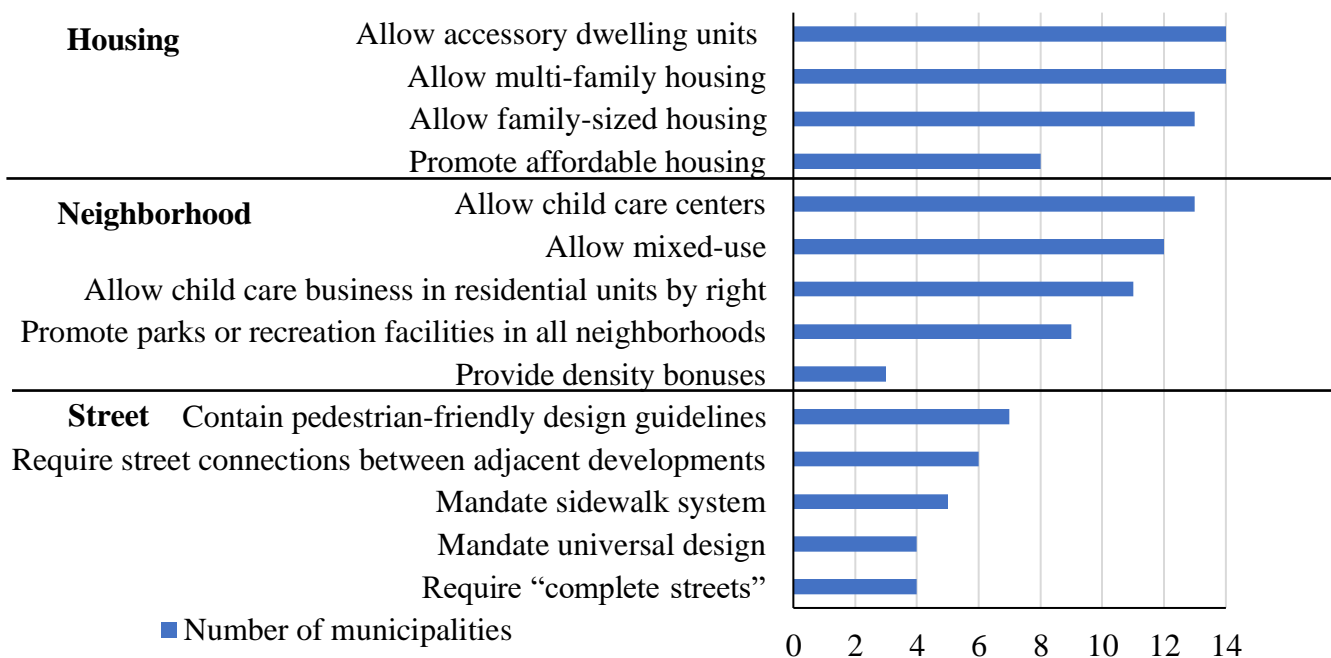 Housing Allow accessory dwelling units
Allow multi-family housing
Allow family-sized housing
Promote affordable housing
Neighborhood Allow child care centers
Allow mixed-use
Allow child care business in residential units by right
Promote parks or recreation facilities in all neighborhoods
Provide density bonuses
Street Contain pedestrian-friendly design guidelines
Require street connections between adjacent developments
Mandate sidewalk system
Mandate universal design
Require “complete streets”
Number of municipalities
0 2 4 6 8 10 12 14